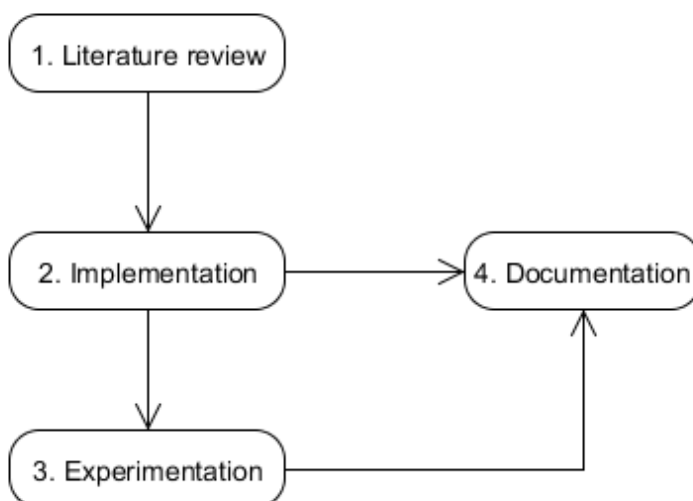 1. Literature review
2. Implementation
4. Documentation
3. Experimentation